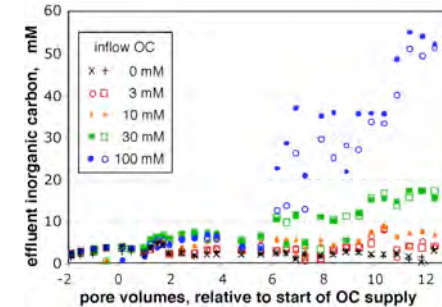 60
50
40
30
20
10
0
effluent inorganic carbon, mM
inflow OC
0 mM
3 mM
10 mM
30 mM
100 mM
-2 0 2 4 6 8 10 12
pore volumes, relative to start of OC supply